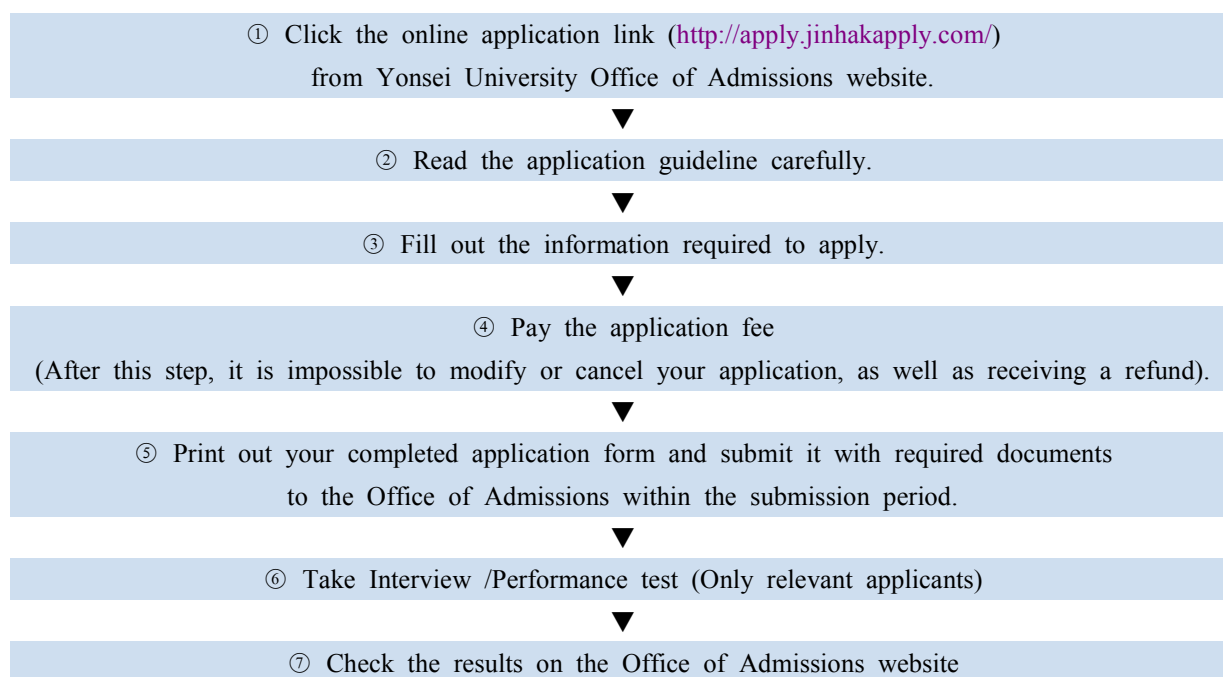 ① Click the online application link (http://apply.jinhakapply.com/)
from Yonsei University Office of Admissions website.
▼
② Read the application guideline carefully.
▼
③ Fill out the information required to apply.
▼
④ Pay the application fee
(After this step, it is impossible to modify or cancel your application, as well as receiving a refund).
▼
⑤ Print out your completed application form and submit it with required documents
to the Office of Admissions within the submission period.
▼
⑥ Take Interview /Performance test (Only relevant applicants)
▼
⑦ Check the results on the Office of Admissions website